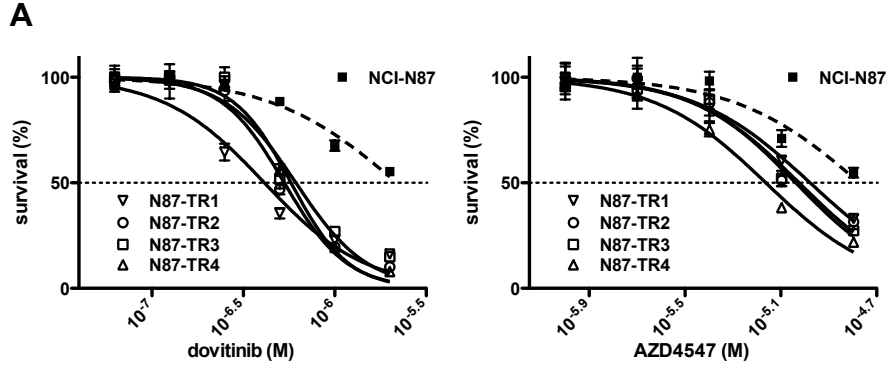 A
100
50
0
survival (%)
NCI-N87
N87-TR1
N87-TR2
N87-TR3
N87-TR4
10^-7
10^-6.5
10^-6
10^-5.5
dovitinib (M)
100
50
0
survival (%)
NCI-N87
N87-TR1
N87-TR2
N87-TR3
N87-TR4
10^-5.9
10^-5.5
10^-5.1
10^-4.7
AZD4547 (M)